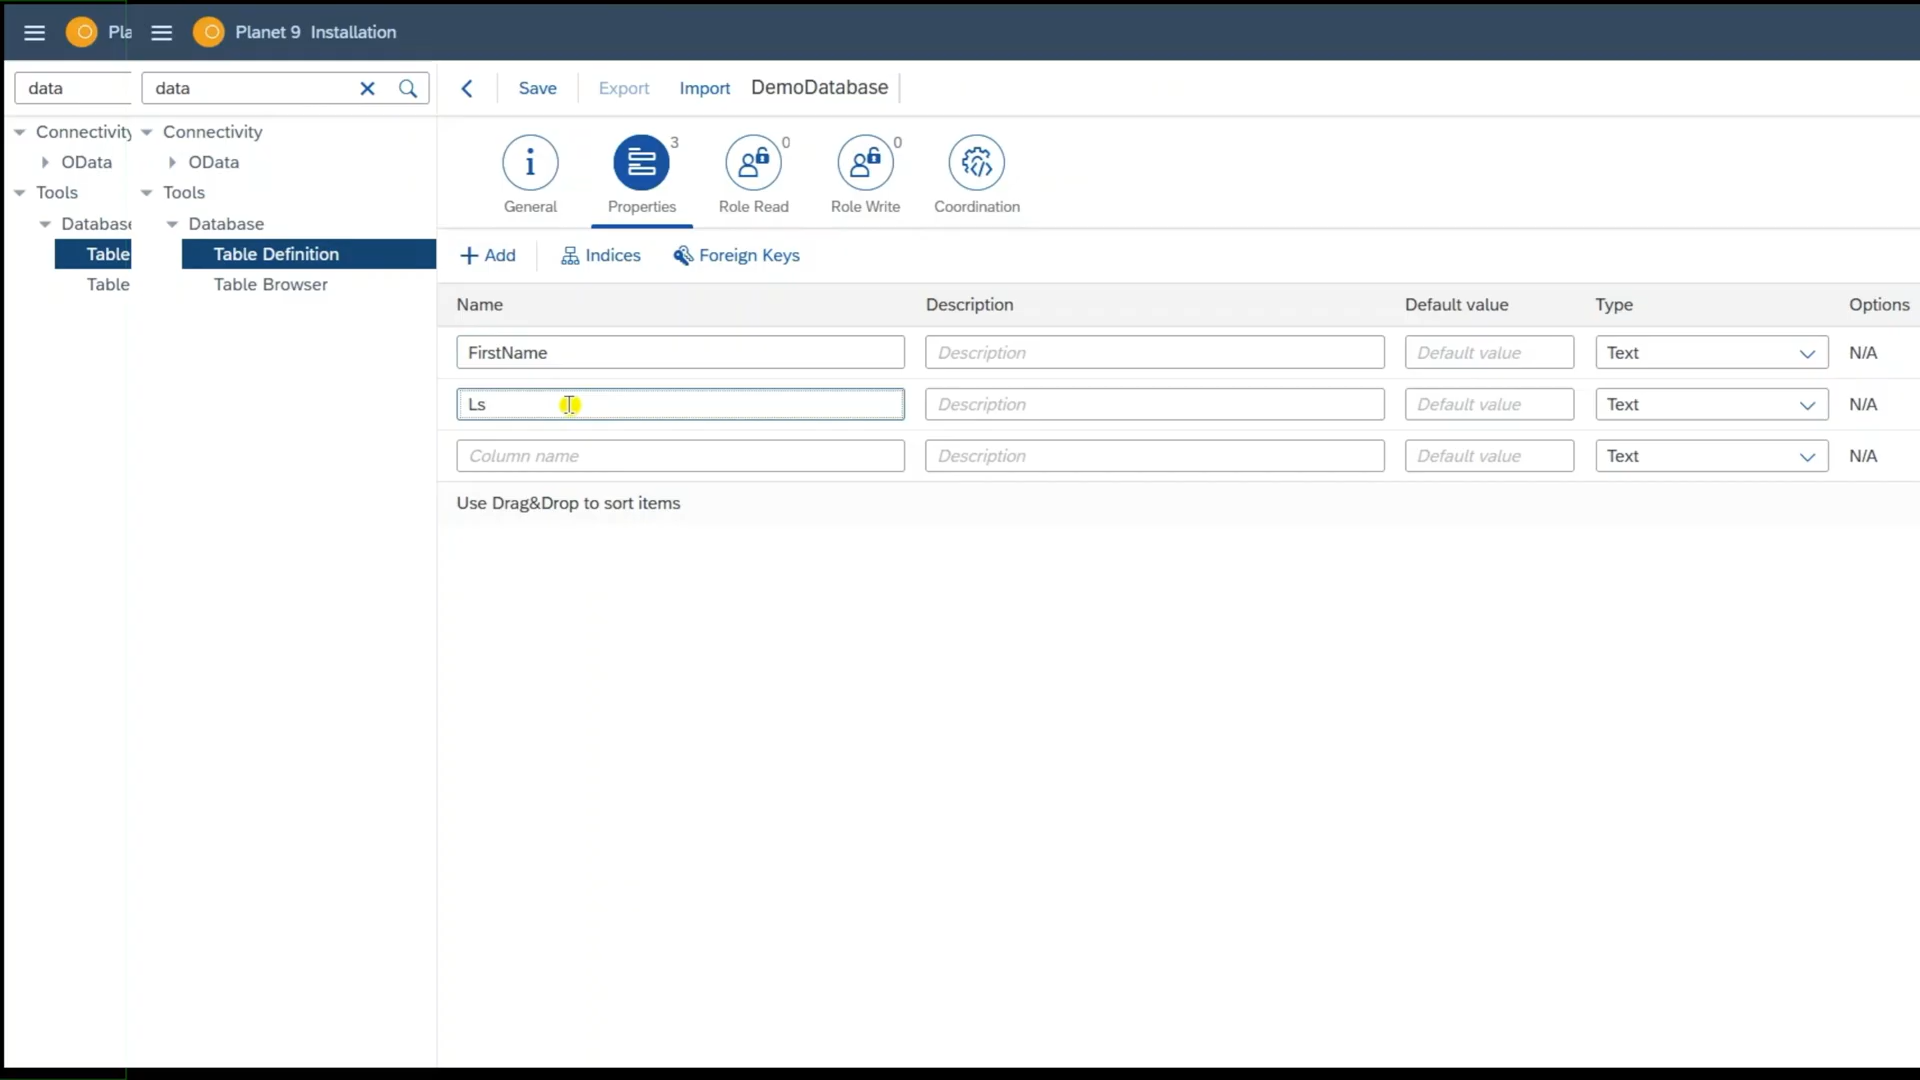 Pla
Planet 9 Installation
data
data
Save
Export
Import
DemoDatabase
Connectivity
Connectivity
OData
OData
Tools
Tools
Database
Database
Table
Table Definition
Table
Table Browser
General
Properties
3
Role Read
0
Role Write
0
Coordination
Add
Indices
Foreign Keys
Name Description Default value Type Options
FirstName Description Default value Text N/A
Ls Description Default value Text N/A
Column name Description Default value Text N/A
Use Drag&Drop to sort items